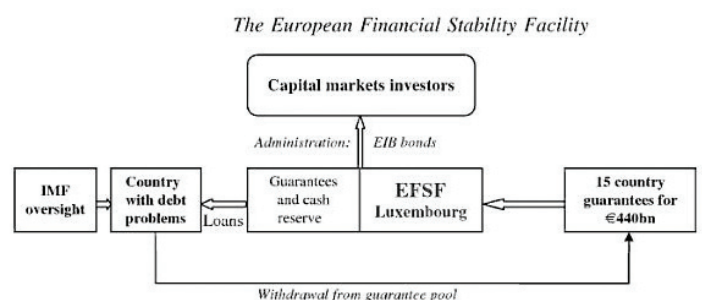 The European Financial Stability Facility
Capital markets investors
Administration: EIB bonds
IMF
oversight
Country
with debt
problems
Loans
Guarantees
and cash
reserve
EFSF
Luxembourg
15 country
guarantees for
€440bn
Withdrawal from guarantee pool